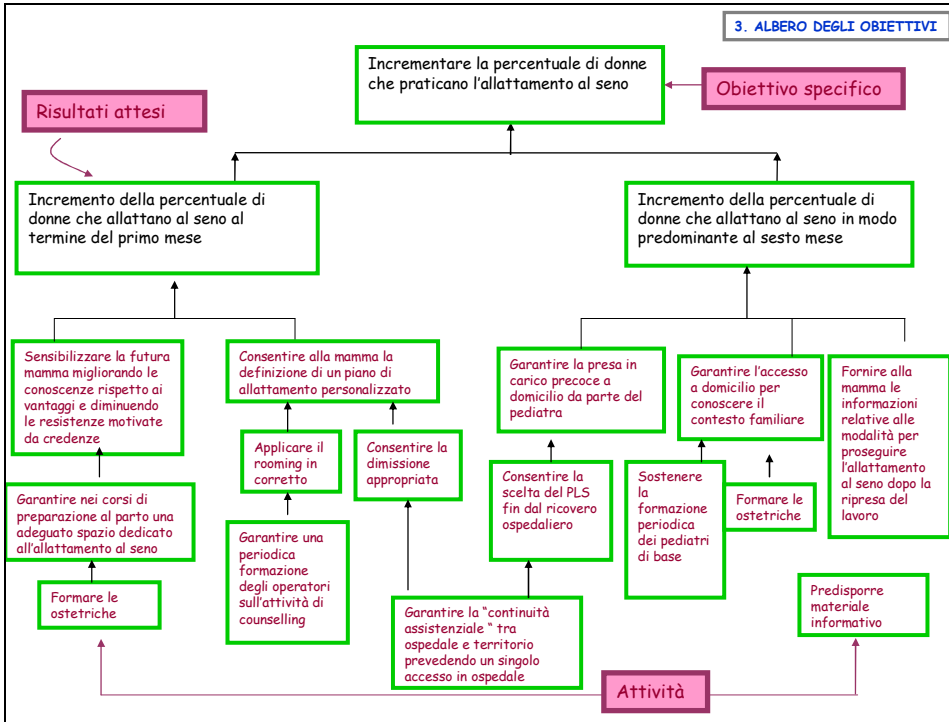 3. ALBERO DEGLI OBIETTIVI
Incrementare la percentuale di donne
che praticano l'allattamento al seno
Obiettivo specifico
Risultati attesi
Incremento della percentuale di
donne che allattano al seno al
termine del primo mese
Incremento della percentuale di
donne che allattano al seno in modo
predominante al sesto mese
Sensibilizzare la futura
mamma migliorando le
conoscenze rispetto ai
vantaggi e diminuendo
le resistenze motivate
da credenze
Consentire alla mamma la
definizione di un piano di
allattamento personalizzato
Garantire la presa in
carico precoce a
domicilio da parte del
pediatra
Garantire l'accesso
a domicilio per
conoscere il
contesto familiare
Fornire alla
mamma le
informazioni
relative alle
modalità per
proseguire
l'allattamento
al seno dopo la
ripresa del
lavoro
Applicare il
rooming in
corretto
Consentire la
dimissione
appropriata
Consentire la
scelta del PLS
fin dal ricovero
ospedaliero
Sostenere
la
formazione
periodica
dei pediatri
di base
Formare le
ostetriche
Garantire nei corsi di
preparazione al parto una
adeguato spazio dedicato
all'allattamento al seno
Garantire una
periodica
formazione
degli operatori
sull'attività di
counselling
Formare le
ostetriche
Garantire la "continuità
assistenziale " tra
ospedale e territorio
prevedendo un singolo
accesso in ospedale
Predisporre
materiale
informativo
Attività